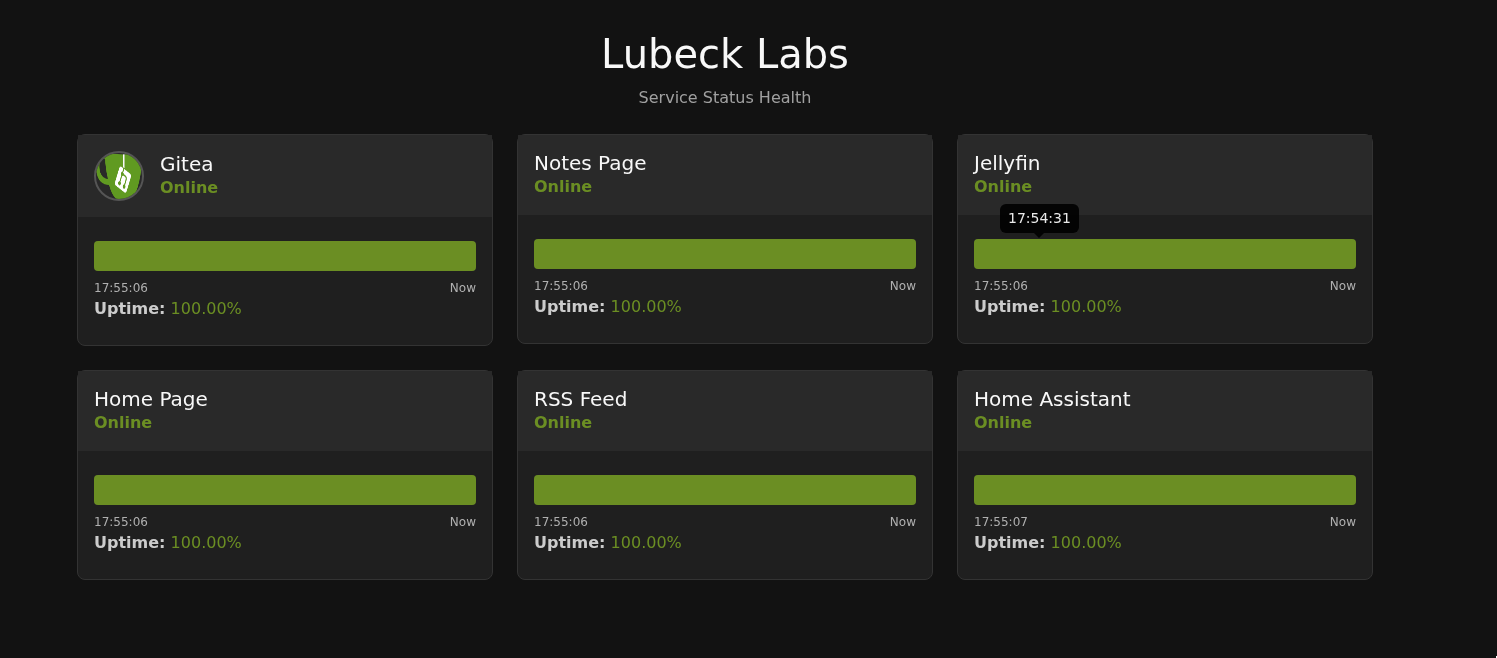 Lubeck Labs
Service Status Health
Gitea
Online
17:55:06 Now
Uptime: 100.00%
Notes Page
Online
17:55:06 Now
Uptime: 100.00%
Jellyfin
Online
17:54:31
17:55:06 Now
Uptime: 100.00%
Home Page
Online
17:55:06 Now
Uptime: 100.00%
RSS Feed
Online
17:55:06 Now
Uptime: 100.00%
Home Assistant
Online
17:55:07 Now
Uptime: 100.00%